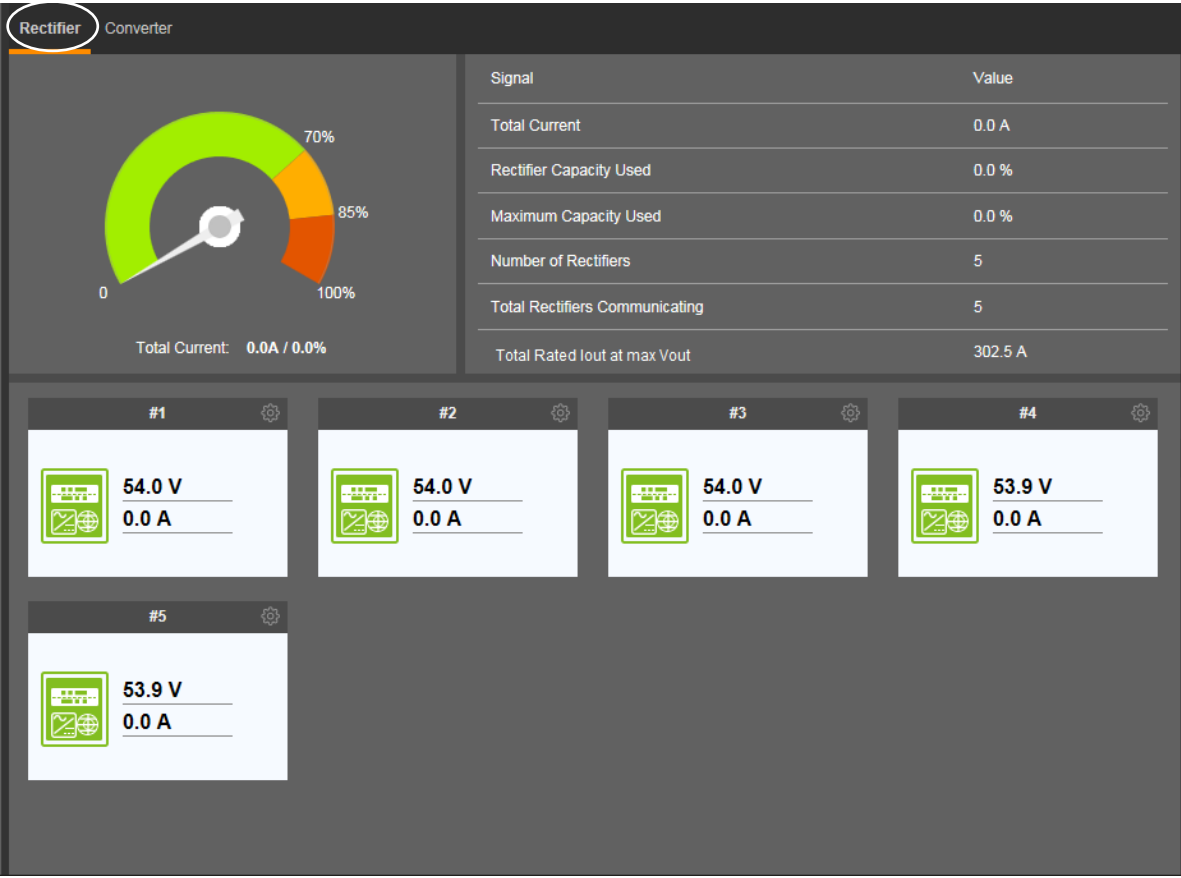 Rectifier Converter
Signal Value
Total Current 0.0 A
Rectifier Capacity Used 0.0 %
Maximum Capacity Used 0.0 %
Number of Rectifiers 5
Total Rectifiers Communicating 5
Total Rated Iout at max Vout 302.5 A
70%
85%
0 100%
Total Current: 0.0A / 0.0%
#1 #2 #3 #4
54.0 V 54.0 V 54.0 V 53.9 V
0.0 A 0.0 A 0.0 A 0.0 A
#5
53.9 V
0.0 A